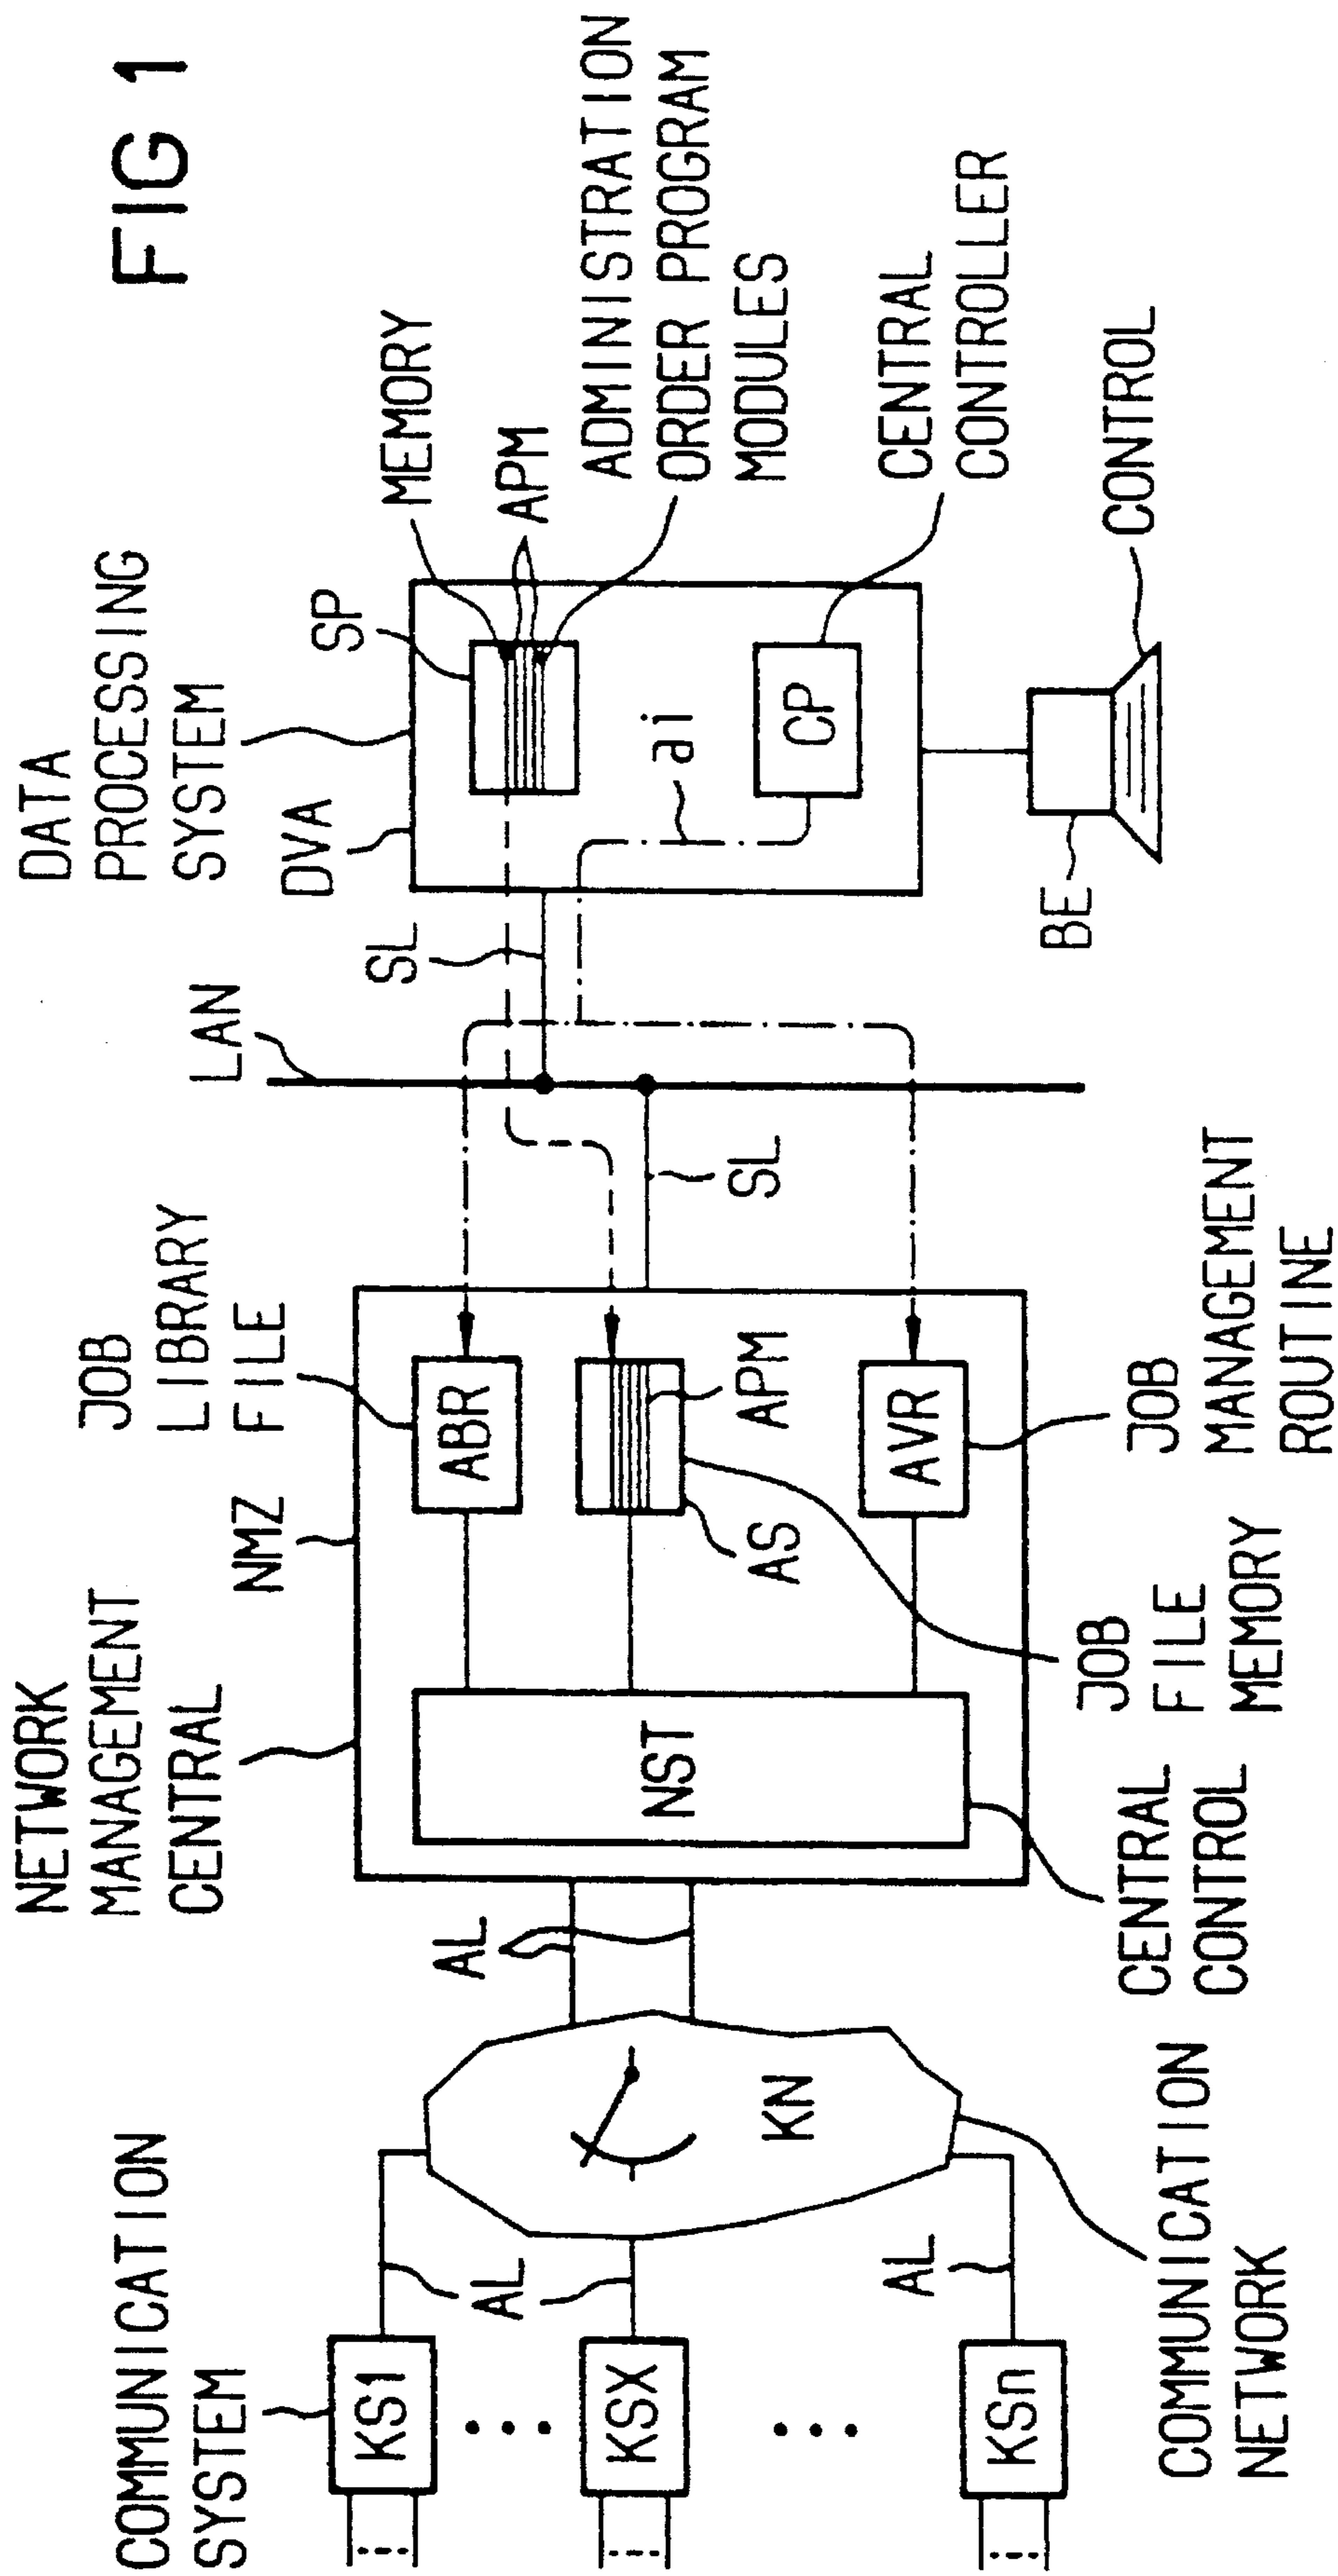 FIG 1
COMMUNICATION
SYSTEM
NETWORK
MANAGEMENT
CENTRAL
NMZ
JOB
LIBRARY
FILE
LAN
DATA
PROCESSING
SYSTEM
DVA
SP
MEMORY
APM
ADMINISTRATION
ORDER PROGRAM
MODULES
CENTRAL
CONTROLLER
CONTROL
BE
CP
ai
SL
SL
ABR
APM
AS
AVR
NST
AL
KN
AL
AL
KS1
KSX
KSn
COMMUNICATION
NETWORK
CENTRAL
CONTROL
JOB
FILE
MEMORY
JOB
MANAGEMENT
ROUTINE